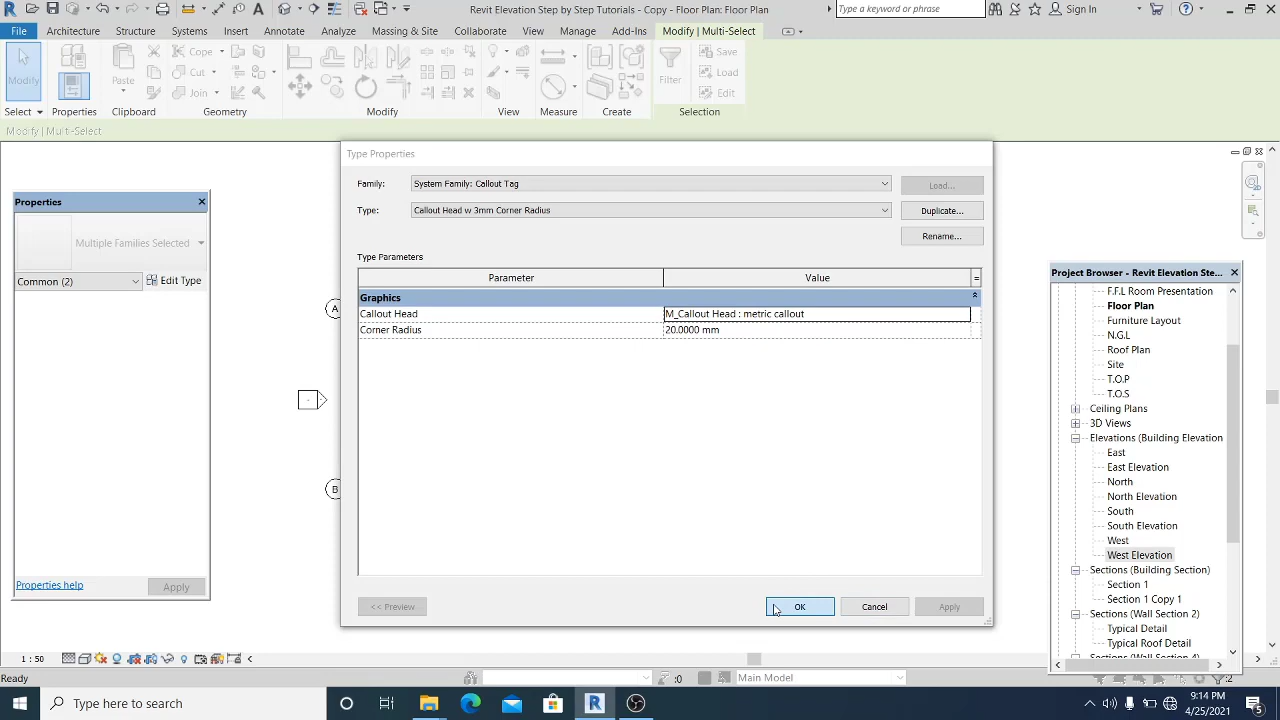 Revit Elevation Step by Step Tutorials - Copy - Floor Plan: Floor Plan
Type a keyword or phrase
Sign In
File Architecture Structure Systems Insert Annotate Analyze Massing & Site Collaborate View Manage Add-Ins Modify | Multi-Select
Modify
Paste
Cope
Cut
Join
Filter
Save
Load
Edit
Select Properties Clipboard Geometry Modify View Measure Create Selection
Modify | Multi-Select
Properties
Multiple Families Selected
Common (2)
Edit Type
Properties help
Apply
A
B
Type Properties
Family:
System Family: Callout Tag
Load...
Type:
Callout Head w 3mm Corner Radius
Duplicate...
Rename...
Type Parameters
Parameter Value =
Graphics
Callout Head M_Callout Head : metric callout
Corner Radius 20.0000 mm
<< Preview
OK
Cancel
Apply
Project Browser - Revit Elevation Ste...
F.F.L Room Presentation
Floor Plan
Furniture Layout
N.G.L
Roof Plan
Site
T.O.P
T.O.S
Ceiling Plans
3D Views
Elevations (Building Elevation
East
East Elevation
North
North Elevation
South
South Elevation
West
West Elevation
Sections (Building Section)
Section 1
Section 1 Copy 1
Sections (Wall Section 2)
Typical Detail
Typical Roof Detail
Sections (Wall Section 4)
1 : 50
Ready
:0
Main Model
:2
Type here to search
9:14 PM
4/25/2021